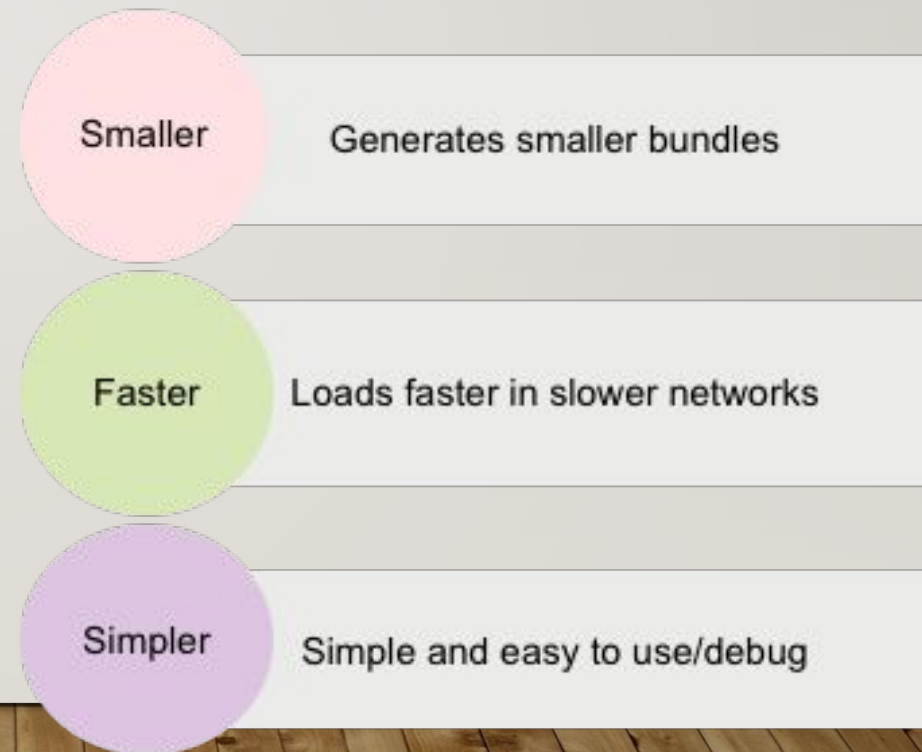 Smaller
Generates smaller bundles
Faster
Loads faster in slower networks
Simpler
Simple and easy to use/debug